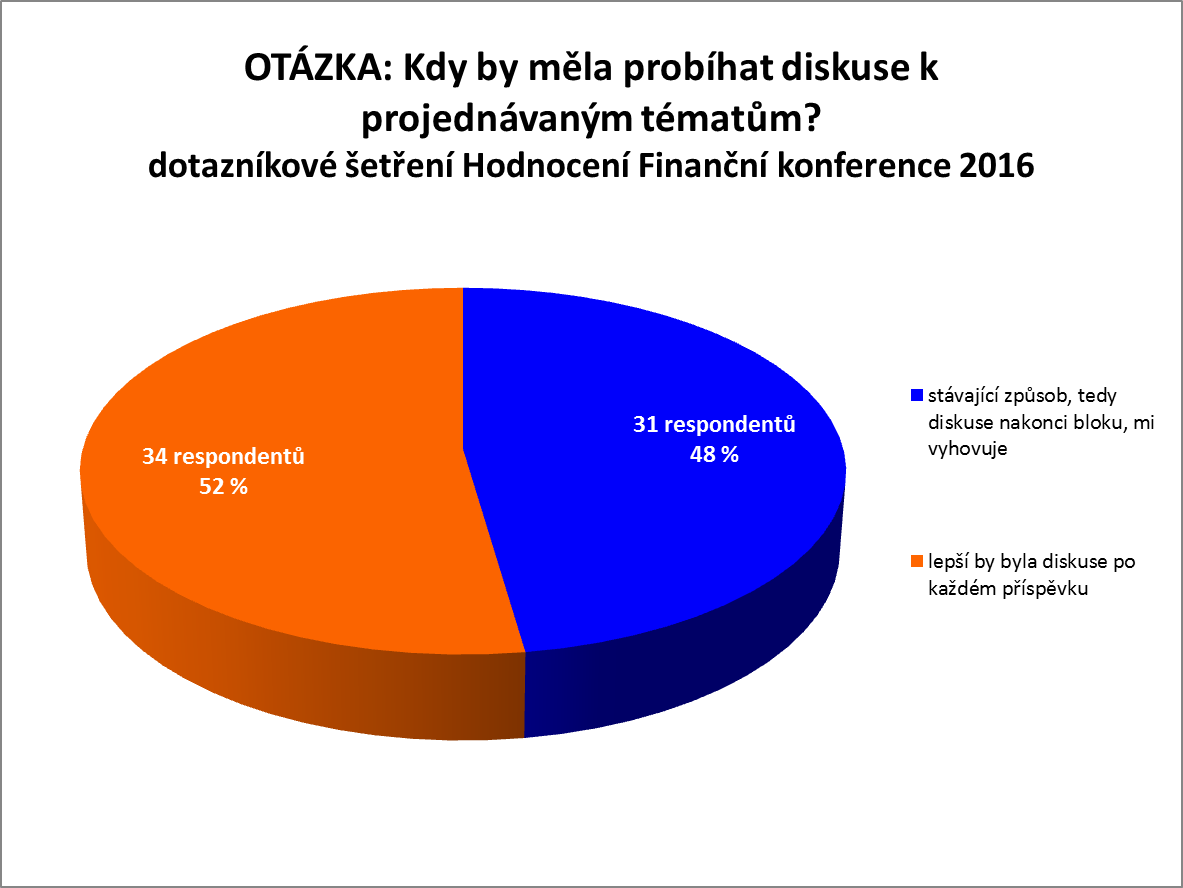 OTÁZKA: Kdy by měla probíhat diskuse k
projednávaným tématům?
dotazníkové šetření Hodnocení Finanční konference 2016
31 respondentů
48 %
34 respondentů
52 %
stávající způsob, tedy
diskuse nakonci bloku, mi
vyhovuje
lepší by byla diskuse po
každém příspěvku